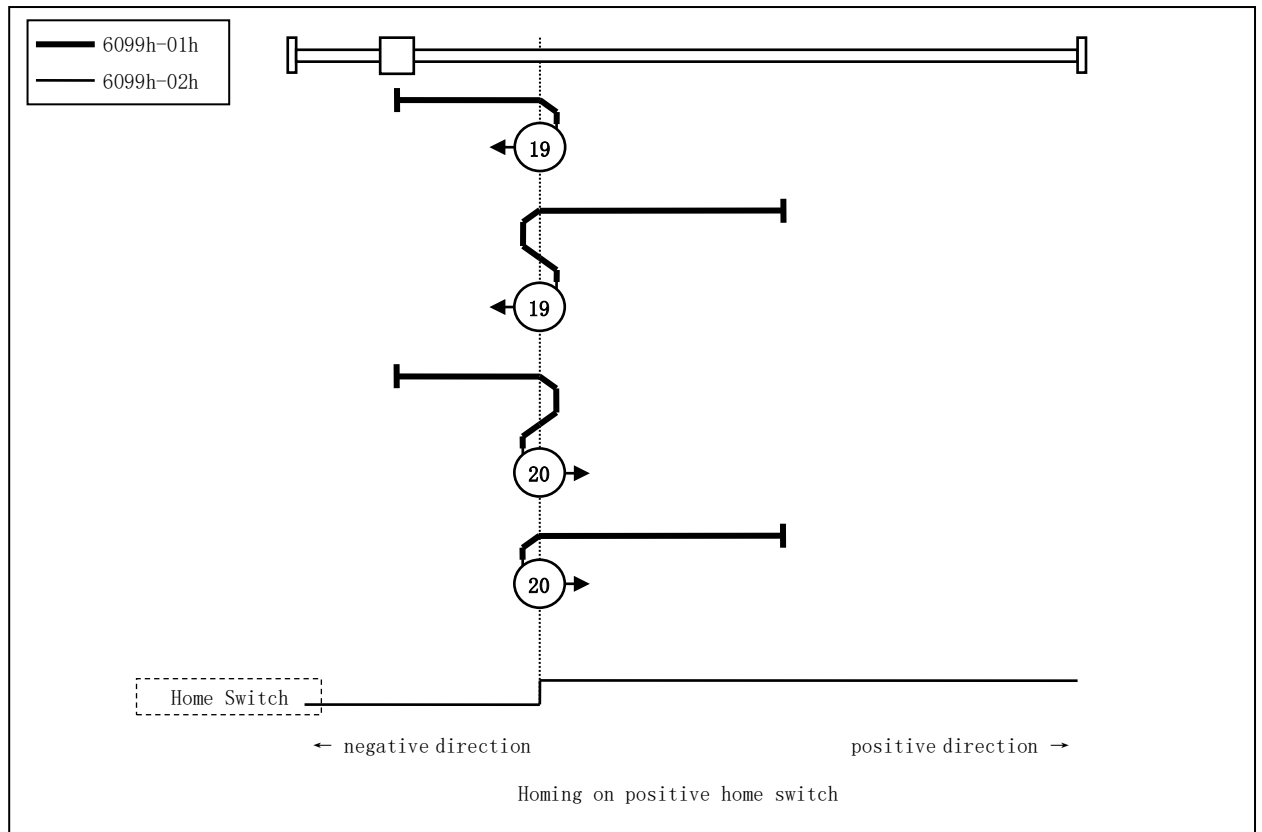 6099h-01h
6099h-02h
19
19
20
20
Home Switch
← negative direction
positive direction →
Homing on positive home switch